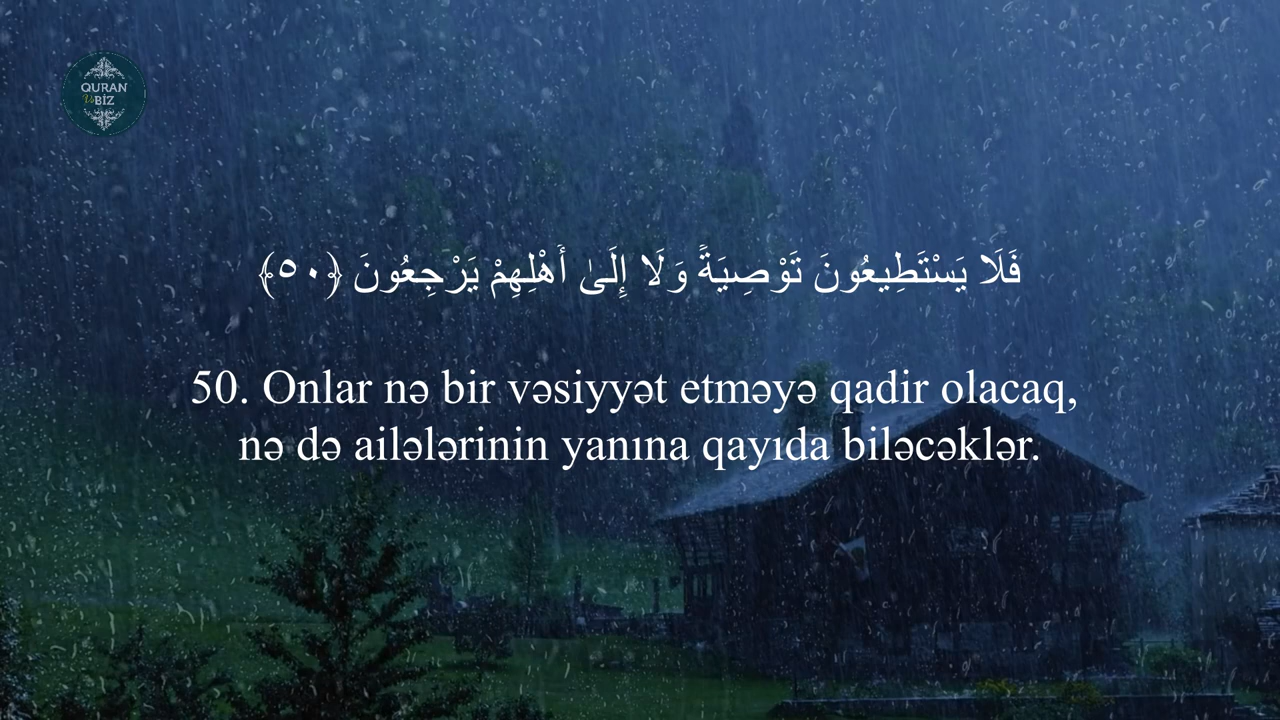 QURAN
Və BİZ
فَلَا يَسْتَطِيعُونَ تَوْصِيَةً وَلَا إِلَىٰ أَهْلِهِمْ يَرْجِعُونَ ﴿٥٠﴾
50. Onlar nə bir vəsiyyət etməyə qadir olacaq,
nə də ailələrinin yanına qayıda biləcəklər.